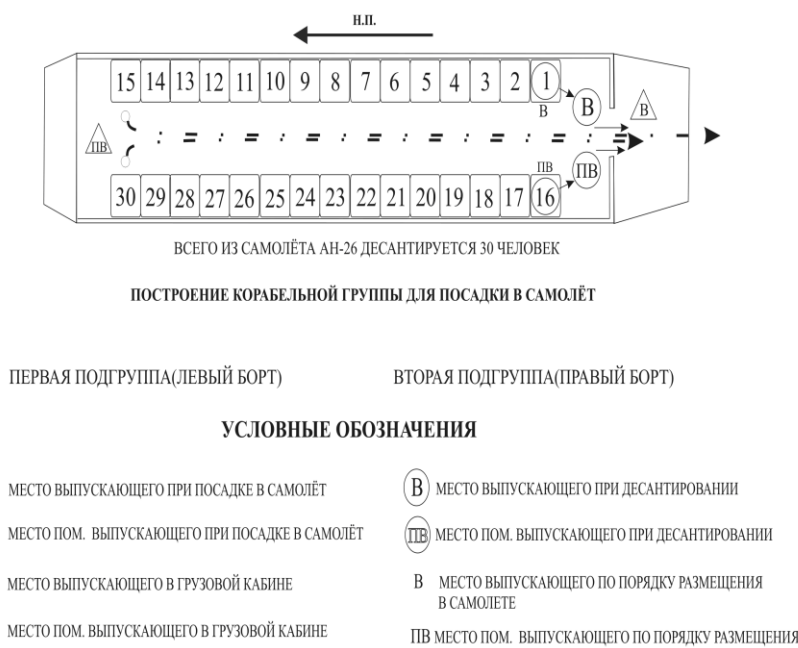 Н.П.
15 14 13 12 11 10 9 8 7 6 5 4 3 2 1
В
В
В
ПВ
ПВ
ПВ
30 29 28 27 26 25 24 23 22 21 20 19 18 17 16
ВСЕГО ИЗ САМОЛЁТА АН-26 ДЕСАНТИРУЕТСЯ 30 ЧЕЛОВЕК
ПОСТРОЕНИЕ КОРАБЕЛЬНОЙ ГРУППЫ ДЛЯ ПОСАДКИ В САМОЛЁТ
ПЕРВАЯ ПОДГРУППА(ЛЕВЫЙ БОРТ)
ВТОРАЯ ПОДГРУППА(ПРАВЫЙ БОРТ)
УСЛОВНЫЕ ОБОЗНАЧЕНИЯ
МЕСТО ВЫПУСКАЮЩЕГО ПРИ ПОСАДКЕ В САМОЛЁТ
МЕСТО ПОМ. ВЫПУСКАЮЩЕГО ПРИ ПОСАДКЕ В САМОЛЁТ
МЕСТО ВЫПУСКАЮЩЕГО В ГРУЗОВОЙ КАБИНЕ
МЕСТО ПОМ. ВЫПУСКАЮЩЕГО В ГРУЗОВОЙ КАБИНЕ
В МЕСТО ВЫПУСКАЮЩЕГО ПРИ ДЕСАНТИРОВАНИИ
ПВ МЕСТО ПОМ. ВЫПУСКАЮЩЕГО ПРИ ДЕСАНТИРОВАНИИ
В МЕСТО ВЫПУСКАЮЩЕГО ПО ПОРЯДКУ РАЗМЕЩЕНИЯ
В САМОЛЕТЕ
ПВ МЕСТО ПОМ. ВЫПУСКАЮЩЕГО ПО ПОРЯДКУ РАЗМЕЩЕНИЯ